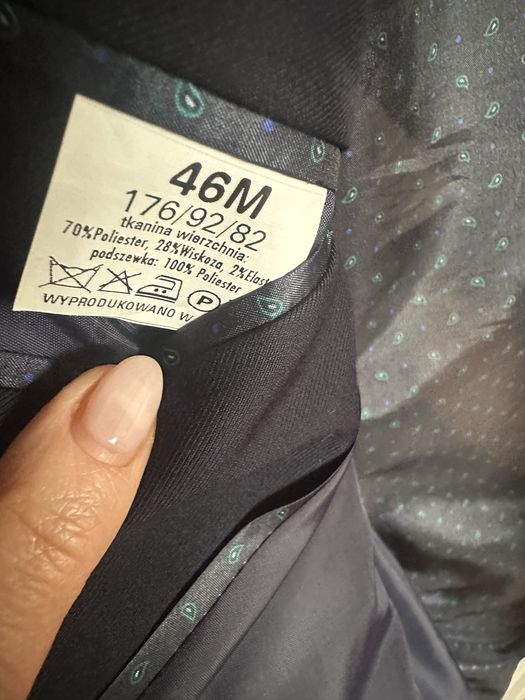 46M
176/92/82
tkanina wierzchnia:
70%Poliester, 28%Wiskoza, 2%Elast
podszewka: 100% Poliester
P
WYPRODUKOWANO W